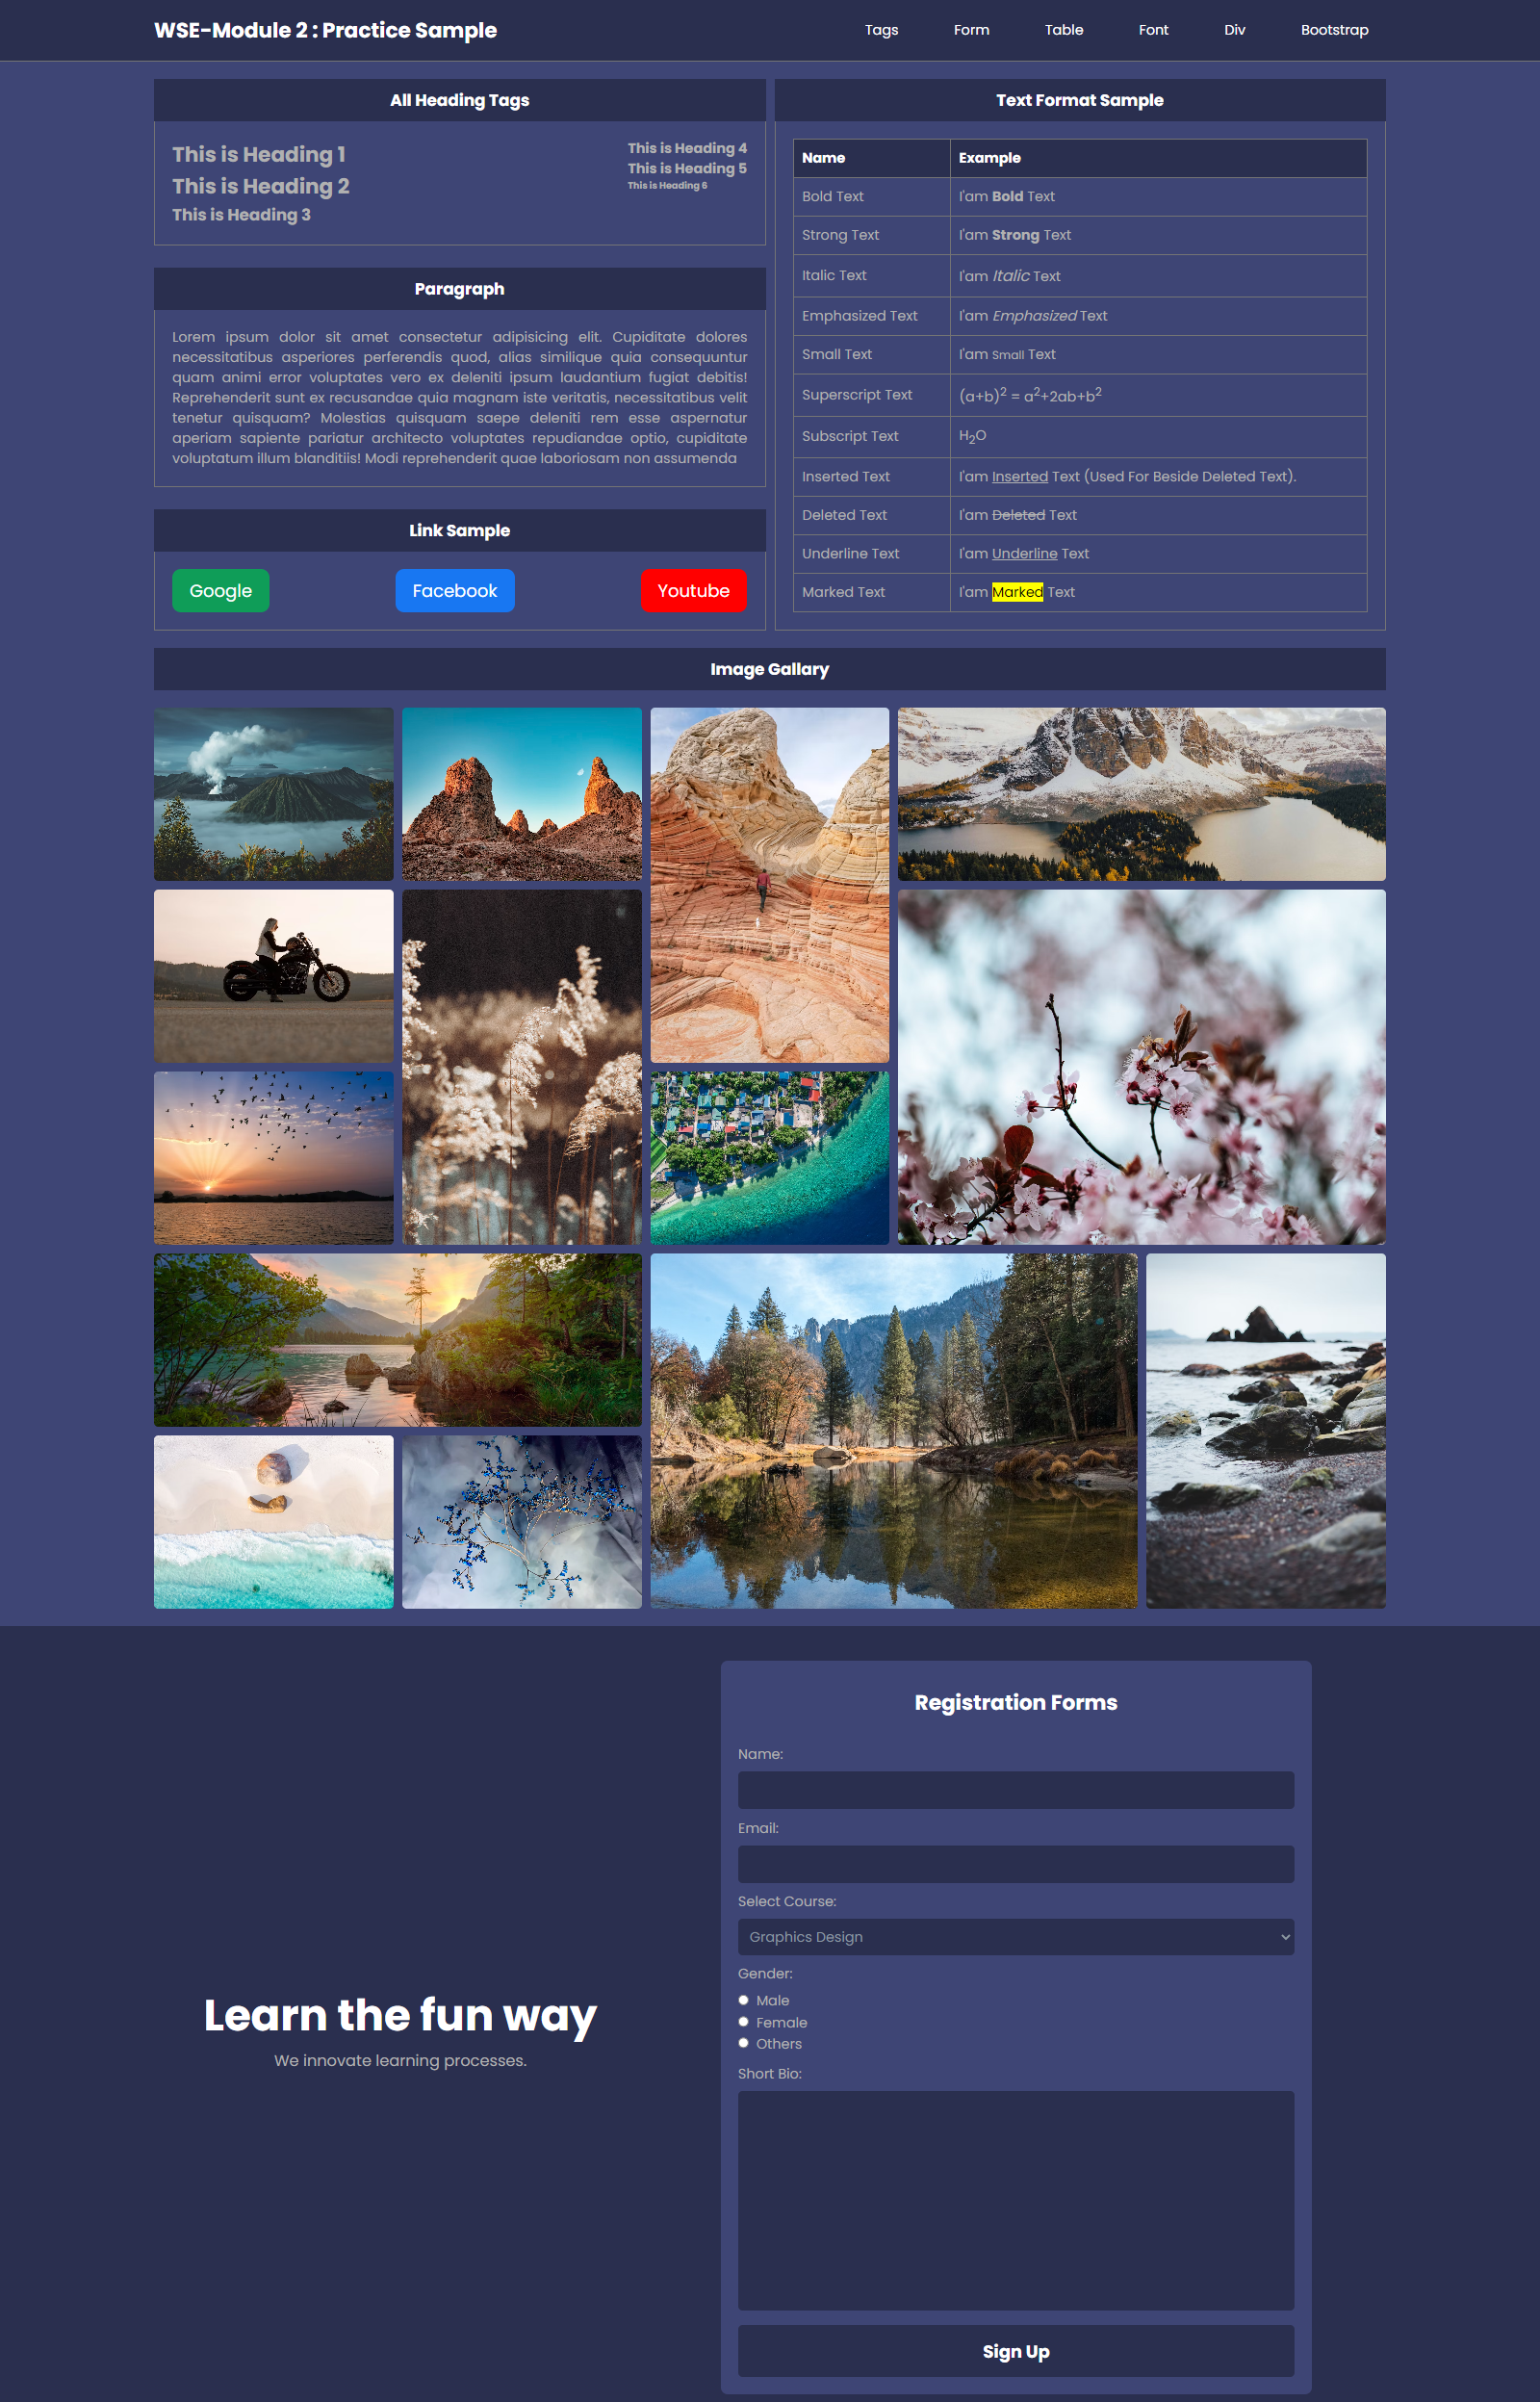 WSE-Module 2 : Practice Sample
Tags Form Table Font Div Bootstrap
All Heading Tags
This is Heading 1
This is Heading 2
This is Heading 3
This is Heading 4
This is Heading 5
This is Heading 6
Paragraph
Lorem ipsum dolor sit amet consectetur adipisicing elit. Cupiditate dolores
necessitatibus asperiores perferendis quod, alias similique quia consequuntur
quam animi error voluptates vero ex deleniti ipsum laudantium fugiat debitis!
Reprehenderit sunt ex recusandae quia magnam iste veritatis, necessitatibus velit
tenetur quisquam? Molestias quisquam saepe deleniti rem esse aspernatur
aperiam sapiente pariatur architecto voluptates repudiandae optio, cupiditate
voluptatum illum blanditiis! Modi reprehenderit quae laboriosam non assumenda
Link Sample
Google Facebook Youtube
Text Format Sample
Name Example
Bold Text I'am Bold Text
Strong Text I'am Strong Text
Italic Text I'am Italic Text
Emphasized Text I'am Emphasized Text
Small Text I'am Small Text
Superscript Text (a+b)² = a²+2ab+b²
Subscript Text H₂O
Inserted Text I'am Inserted Text (Used For Beside Deleted Text).
Deleted Text I'am Deleted Text
Underline Text I'am Underline Text
Marked Text I'am Marked Text
Image Gallary
Learn the fun way
We innovate learning processes.
Registration Forms
Name:
Email:
Select Course:
Graphics Design
Gender:
Male
Female
Others
Short Bio:
Sign Up